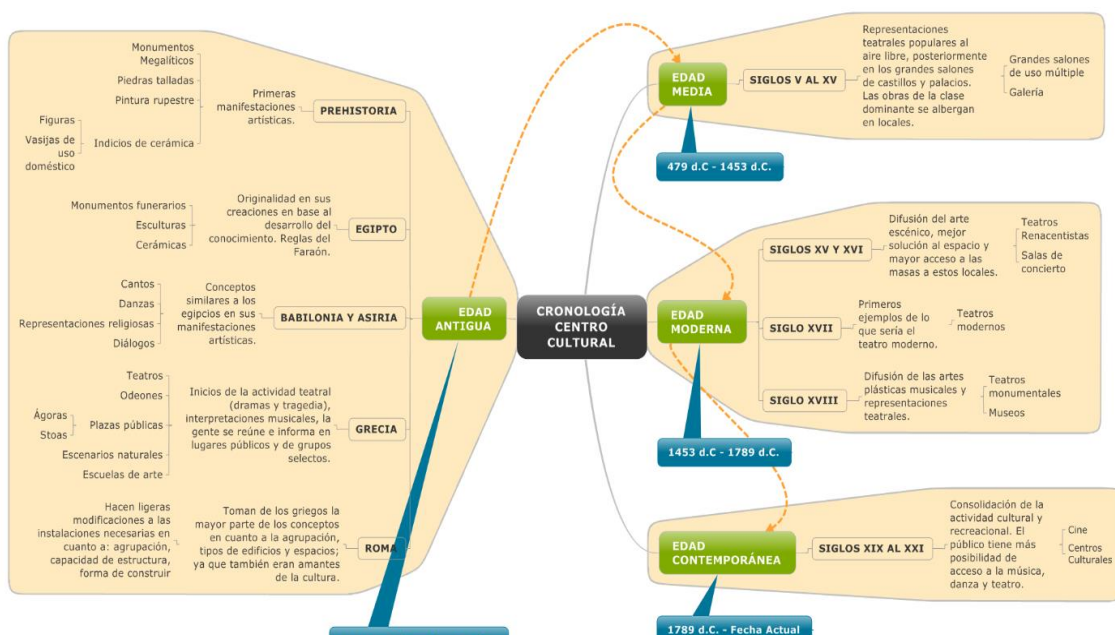 CRONOLOGÍA
CENTRO
CULTURAL
EDAD
ANTIGUA
PREHISTORIA
Primeras
manifestaciones
artísticas.
Monumentos
Megalíticos
Piedras talladas
Pintura rupestre
Indicios de cerámica
Figuras
Vasijas de
uso
doméstico
EGIPTO
Originalidad en sus
creaciones en base al
desarrollo del
conocimiento. Reglas del
Faraón.
Monumentos funerarios
Esculturas
Cerámicas
BABILONIA Y ASIRIA
Conceptos
similares a los
egipcios en sus
manifestaciones
artísticas.
Cantos
Danzas
Representaciones religiosas
Diálogos
GRECIA
Inicios de la actividad teatral
(dramas y tragedia),
interpretaciones musicales, la
gente se reúne e informa en
lugares públicos y de grupos
selectos.
Teatros
Odeones
Plazas públicas
Ágoras
Stoas
Escenarios naturales
Escuelas de arte
ROMA
Toman de los griegos la
mayor parte de los conceptos
en cuanto a la agrupación,
tipos de edificios y espacios;
ya que también eran amantes
de la cultura.
Hacen ligeras
modificaciones a las
instalaciones necesarias en
cuanto a: agrupación,
capacidad de estructura,
forma de construir
EDAD
MEDIA
479 d.C - 1453 d.C.
SIGLOS V AL XV
Representaciones
teatrales populares al
aire libre, posteriormente
en los grandes salones
de castillos y palacios.
Las obras de la clase
dominante se albergan
en locales.
Grandes salones
de uso múltiple
Galería
EDAD
MODERNA
1453 d.C - 1789 d.C.
SIGLOS XV Y XVI
Difusión del arte
escénico, mejor
solución al espacio y
mayor acceso a las
masas a estos locales.
Teatros
Renacentistas
Salas de
concierto
SIGLO XVII
Primeros
ejemplos de lo
que sería el
teatro moderno.
Teatros
modernos
SIGLO XVIII
Difusión de las artes
plásticas musicales y
representaciones
teatrales.
Teatros
monumentales
Museos
EDAD
CONTEMPORÁNEA
1789 d.C. - Fecha Actual
SIGLOS XIX AL XXI
Consolidación de la
actividad cultural y
recreacional. El
público tiene más
posibilidad de
acceso a la música,
danza y teatro.
Cine
Centros
Culturales